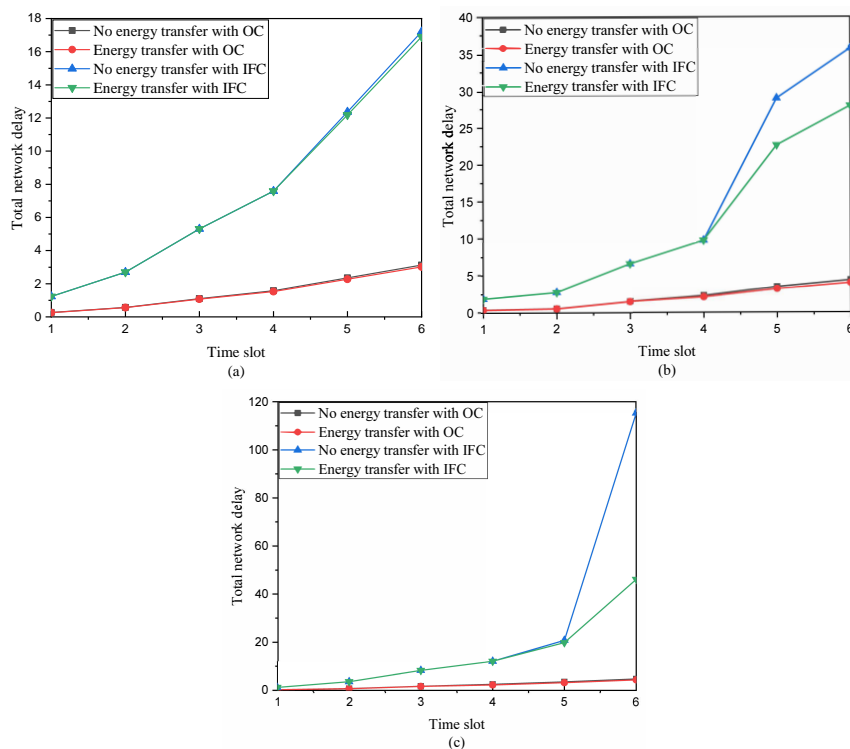 18
16
14
12
10
8
6
4
2
0
Total network delay
No energy transfer with OC
Energy transfer with OC
No energy transfer with IFC
Energy transfer with IFC
1 2 3 4 5 6
Time slot
(a)
40
35
30
25
20
15
10
5
0
Total network delay
No energy transfer with OC
Energy transfer with OC
No energy transfer with IFC
Energy transfer with IFC
1 2 3 4 5 6
Time slot
(b)
120
100
80
60
40
20
0
Total network delay
No energy transfer with OC
Energy transfer with OC
No energy transfer with IFC
Energy transfer with IFC
1 2 3 4 5 6
Time slot
(c)